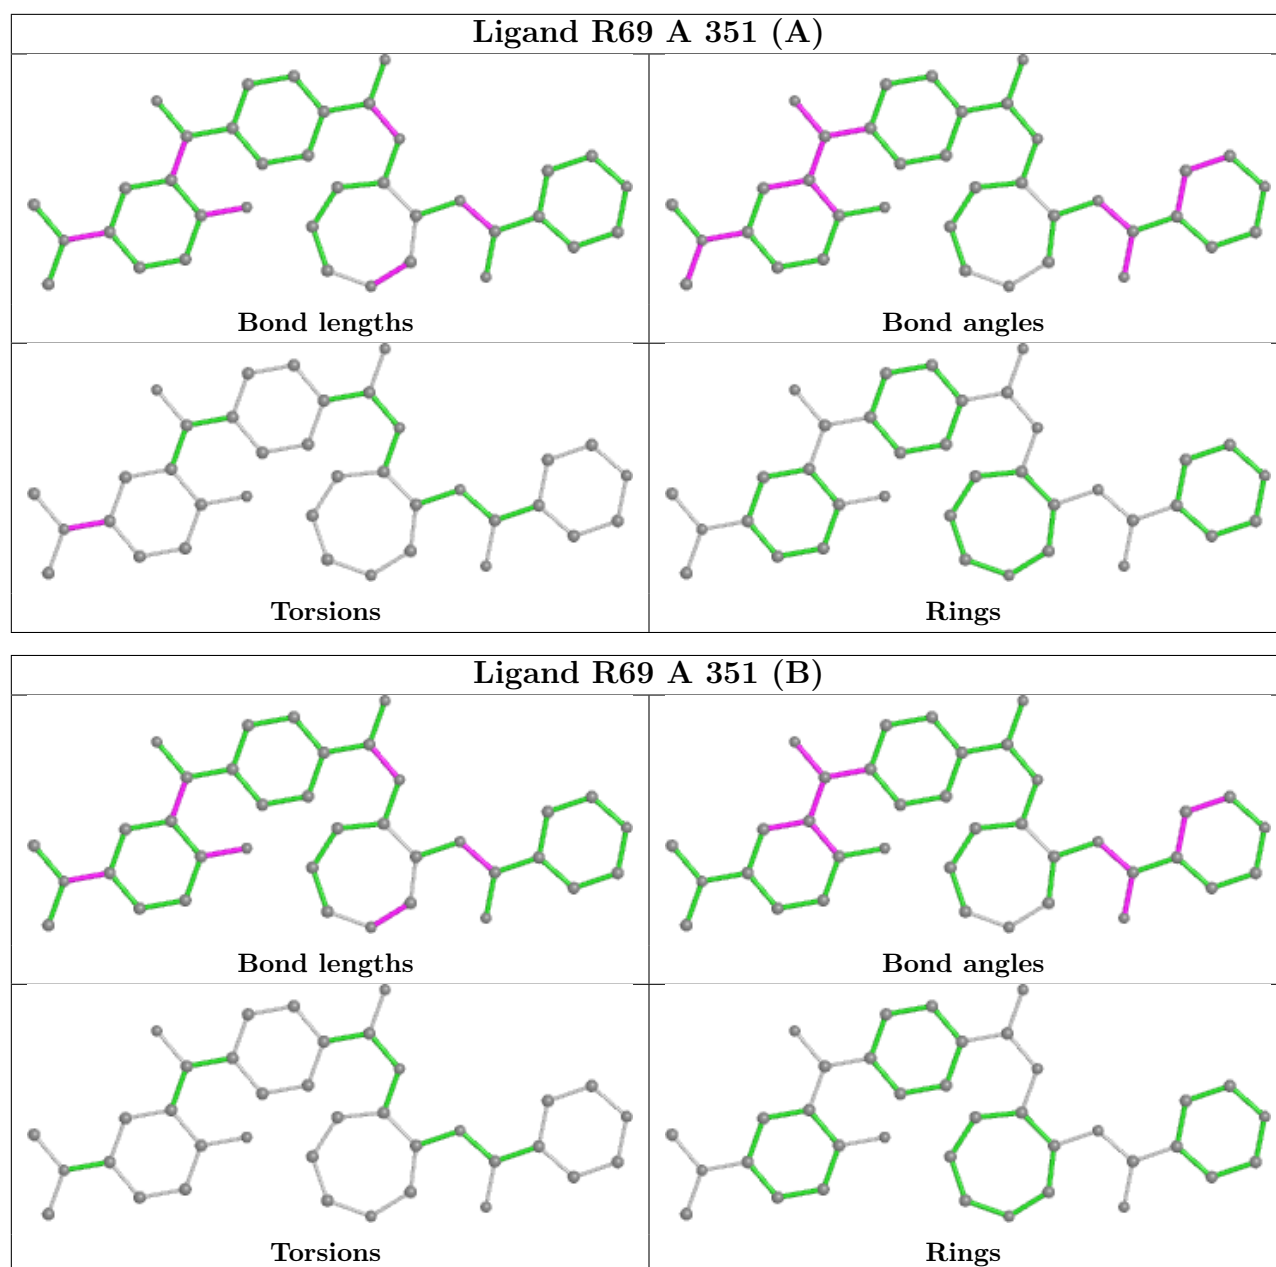 Ligand R69 A 351 (A)
Bond lengths
Bond angles
Torsions
Rings
Ligand R69 A 351 (B)
Bond lengths
Bond angles
Torsions
Rings